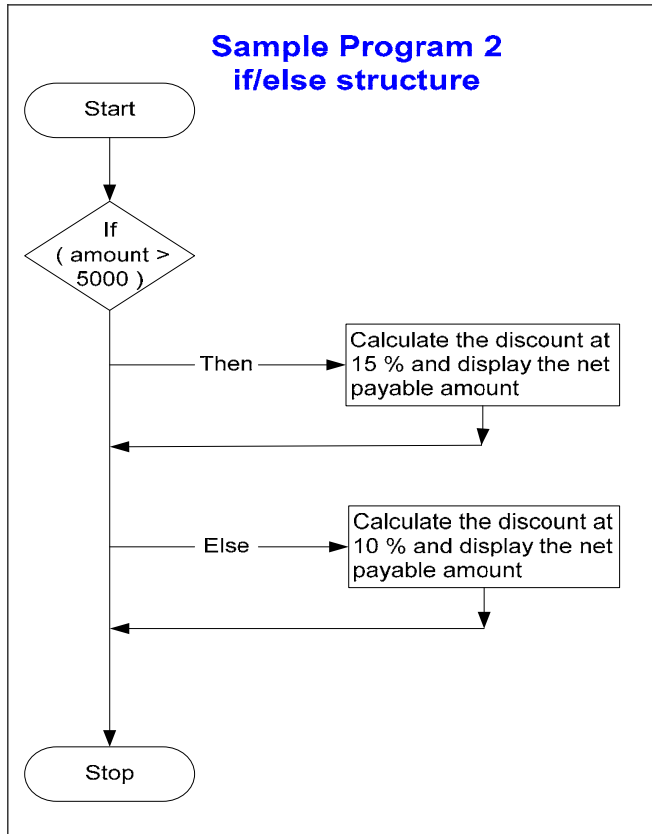 Sample Program 2
if/else structure
Start
If
( amount >
5000 )
Then
Calculate the discount at
15 % and display the net
payable amount
Else
Calculate the discount at
10 % and display the net
payable amount
Stop